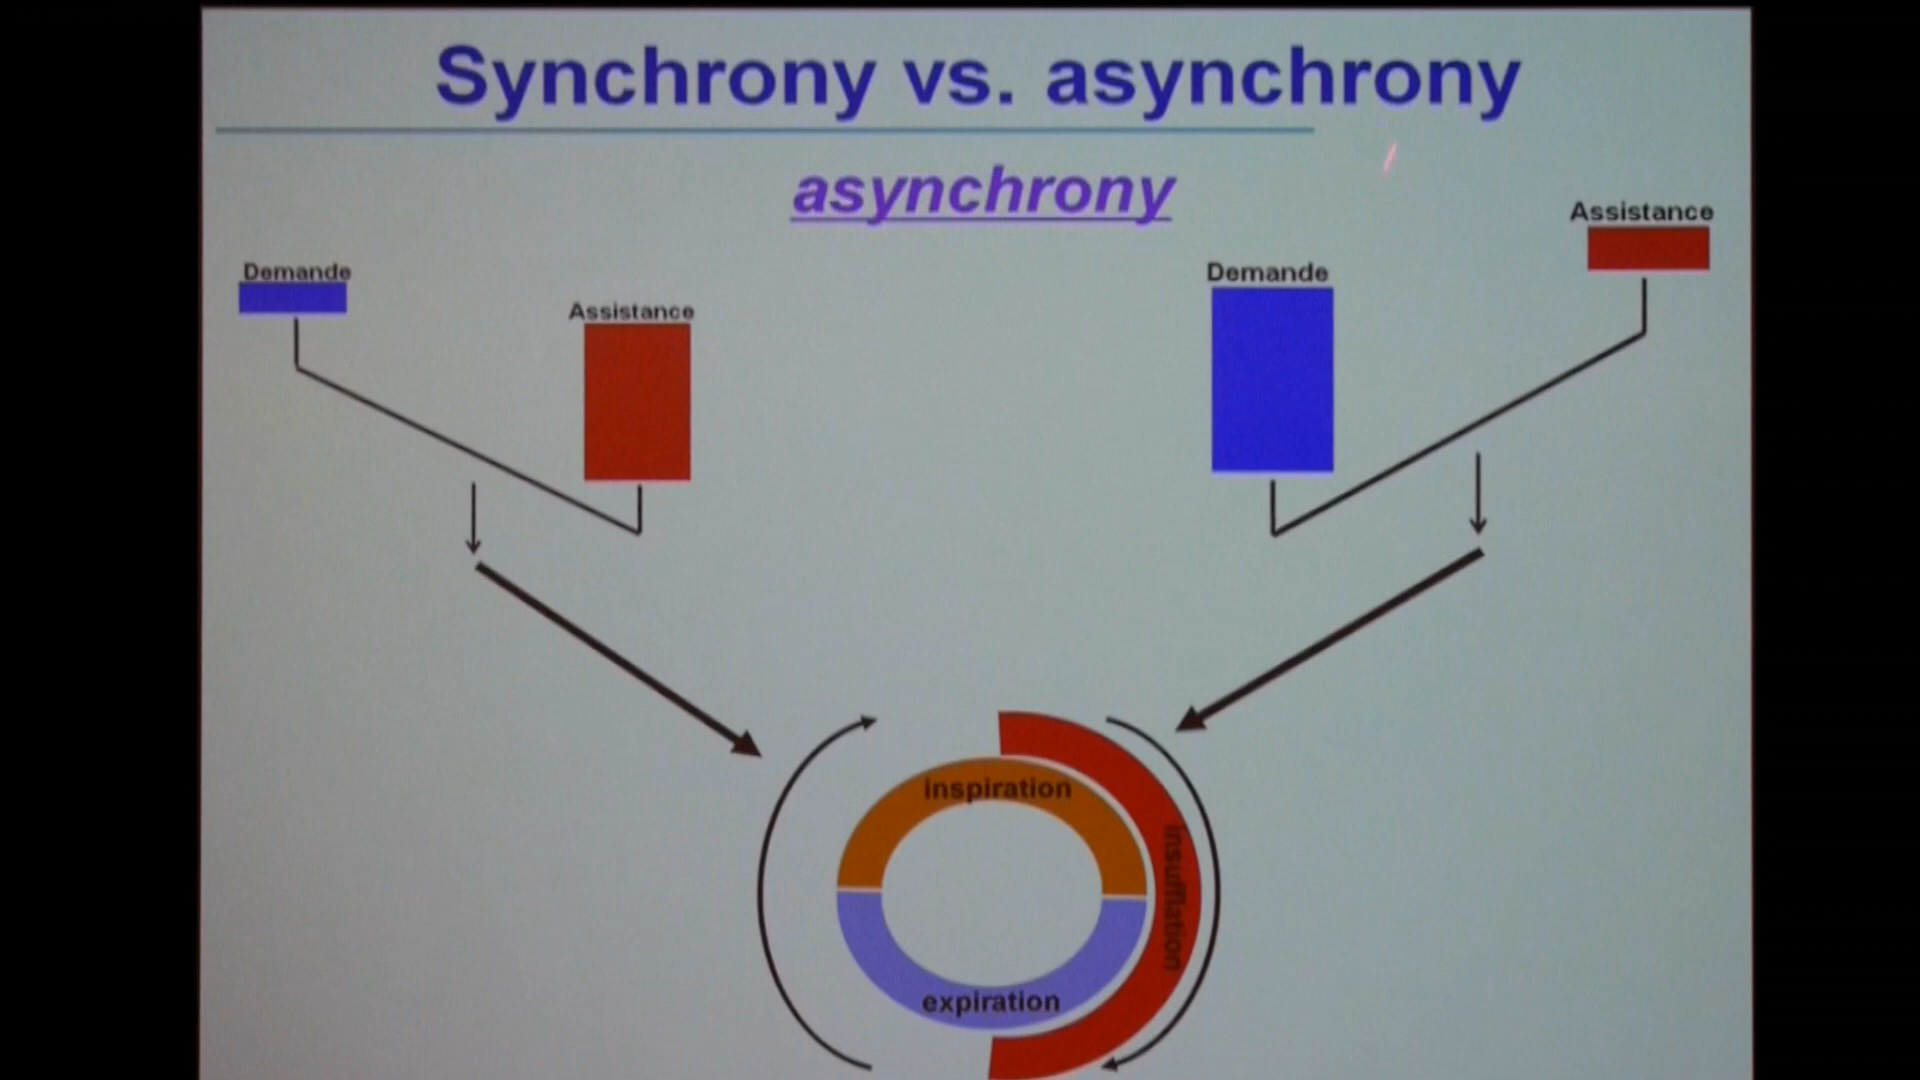 Synchrony vs. asynchrony
asynchrony
Assistance
Demande
Demande
Assistance
inspiration
insufflation
expiration